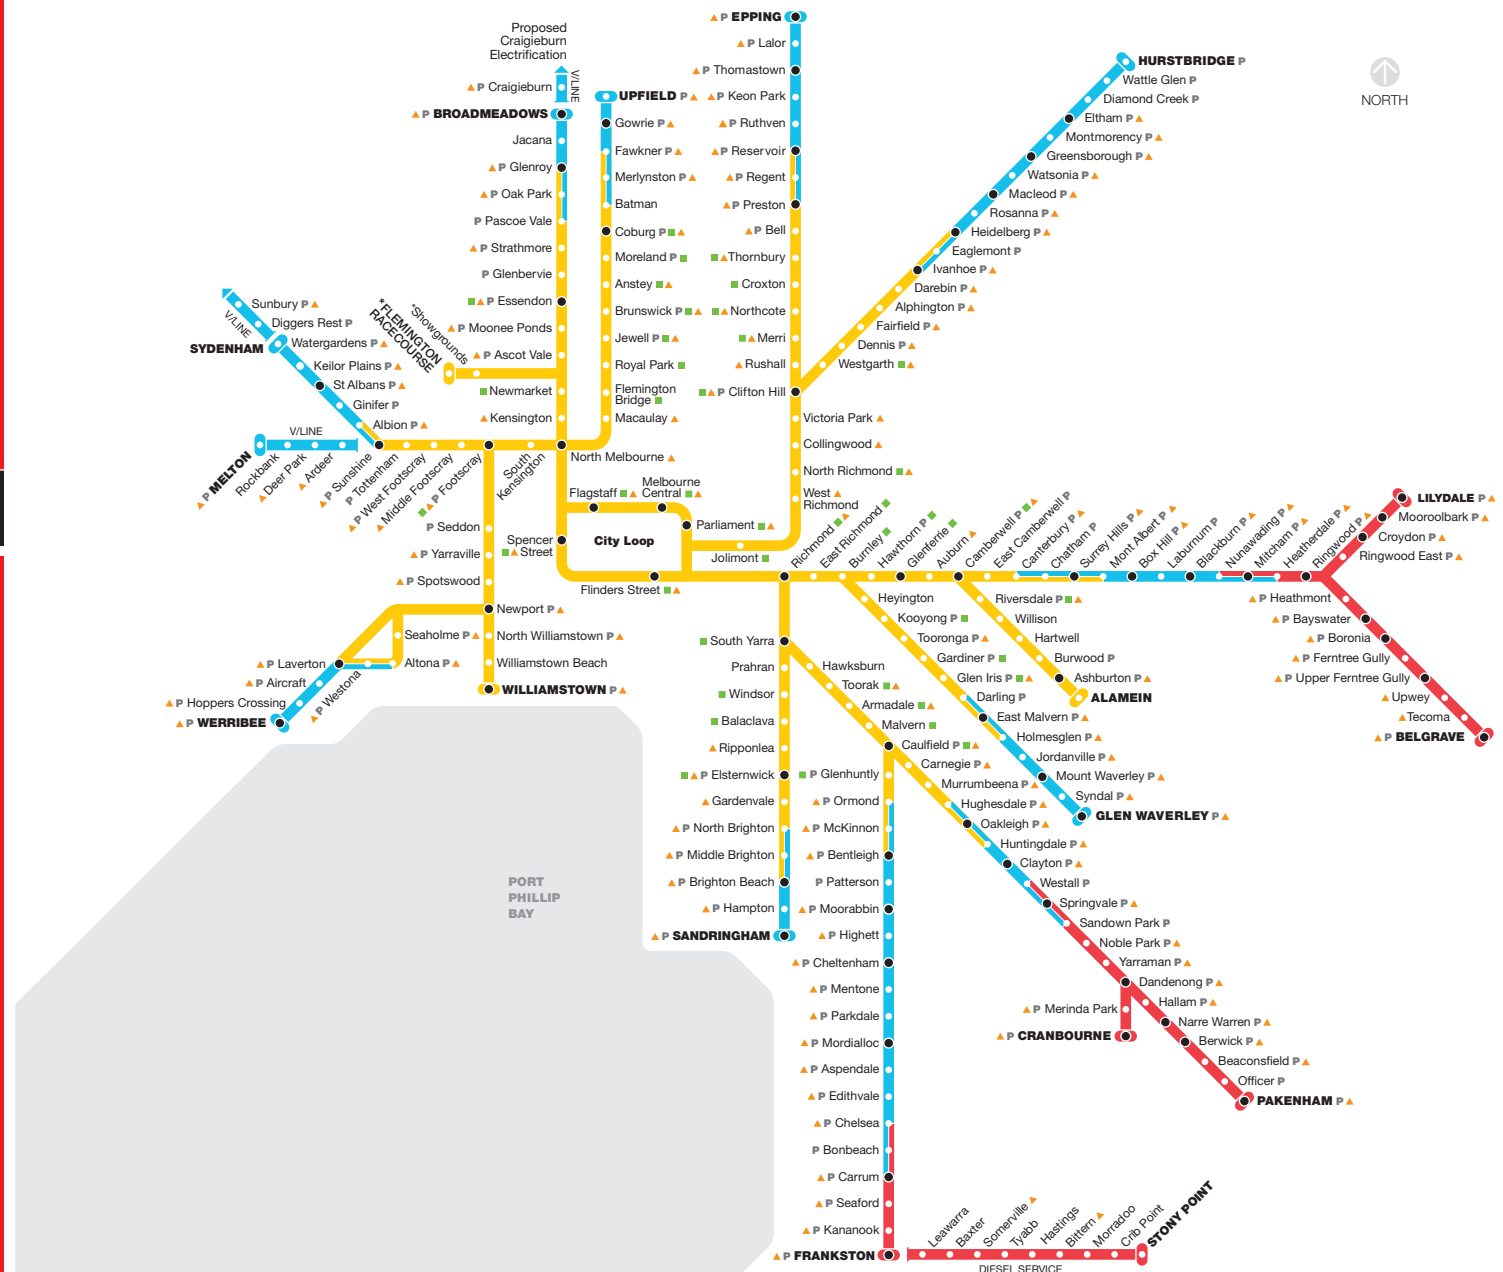 Proposed
Craigieburn
Electrification
V/LINE
P Craigieburn
P BROADMEADOWS
Jacana
P Glenroy
P Oak Park
P Pascoe Vale
P Strathmore
P Glenbervie
P Essendon
P Moonee Ponds
P Ascot Vale
Newmarket
Kensington
*Showgrounds
*FLEMINGTON
RACECOURSE
UPFIELD P
Gowrie P
Fawkner P
Merlynston P
Batman
Coburg P
Moreland P
Anstey
Brunswick P
Jewell P
Royal Park
Flemington
Bridge
Macaulay
North Melbourne
P EPPING
P Lalor
P Thomastown
P Keon Park
P Ruthven
P Reservoir
P Regent
P Preston
P Bell
Thornbury
Croxton
Northcote
Merri
Rushall
P Clifton Hill
Victoria Park
Collingwood
North Richmond
West
Richmond
HURSTBRIDGE P
Wattle Glen P
Diamond Creek P
Eltham P
Montmorency P
Greensborough P
Watsonia P
Macleod P
Rosanna P
Heidelberg P
Eaglemont P
Ivanhoe P
Darebin P
Alphington P
Fairfield P
Dennis P
Westgarth
NORTH
Sunbury P
Diggers Rest P
V/LINE
SYDENHAM
Watergardens P
Keilor Plains P
St Albans P
Ginifer P
Albion P
V/LINE
P MELTON
Rockbank
Deer Park
Ardeer
P Sunshine
P Tottenham
P West Footscray
P Middle Footscray
P Footscray
South
Kensington
P Seddon
P Yarraville
P Spotswood
Newport P
Seaholme P
North Williamstown P
P Laverton
Altona P
Williamstown Beach
P Aircraft
P Westona
WILLIAMSTOWN P
P Hoppers Crossing
P WERRIBEE
Flagstaff
Melbourne
Central
Parliament
Spencer
Street
City Loop
Jolimont
Flinders Street
Richmond
East Richmond
Burnley
Hawthorn P
Glenferrie
Auburn
Camberwell P
East Camberwell P
Canterbury P
Chatham P
Surrey Hills P
Mont Albert P
Box Hill P
Laburnum P
Blackburn P
Nunawading P
Mitcham P
Heatherdale P
Ringwood P
LILYDALE P
Mooroolbark P
Croydon P
Ringwood East P
P Heathmont
P Bayswater
P Boronia
P Ferntree Gully
P Upper Ferntree Gully
Upwey
Tecoma
P BELGRAVE
Riversdale P
Willison
Hartwell
Burwood P
Ashburton P
ALAMEIN
Heyington
Kooyong P
Tooronga P
Gardiner P
Glen Iris P
Darling P
East Malvern P
Holmesglen P
Jordanville P
Mount Waverley P
Syndal P
GLEN WAVERLEY P
South Yarra
Prahran
Windsor
Balaclava
Ripponlea
P Elsternwick
Gardenvale
P North Brighton
P Middle Brighton
P Brighton Beach
P Hampton
P SANDRINGHAM
Hawksburn
Toorak
Armadale
Malvern
Caulfield P
Carnegie P
Murrumbeena P
Hughesdale P
Oakleigh P
Huntingdale P
Clayton P
Westall P
Springvale P
Sandown Park P
Noble Park P
Yarraman P
Dandenong P
P Merinda Park
P CRANBOURNE
Hallam P
Narre Warren P
Berwick P
Beaconsfield P
Officer P
PAKENHAM P
P Glenhuntly
P Ormond
P McKinnon
P Bentleigh
P Patterson
P Moorabbin
P Highett
P Cheltenham
P Mentone
P Parkdale
P Mordialloc
P Aspendale
P Edithvale
P Chelsea
P Bonbeach
P Carrum
P Seaford
P Kananook
P FRANKSTON
Leawarra
Baxter
Somerville
Tyabb
Hastings
Bittern
Morradoo
Crib Point
STONY POINT
DIESEL SERVICE
PORT
PHILLIP
BAY